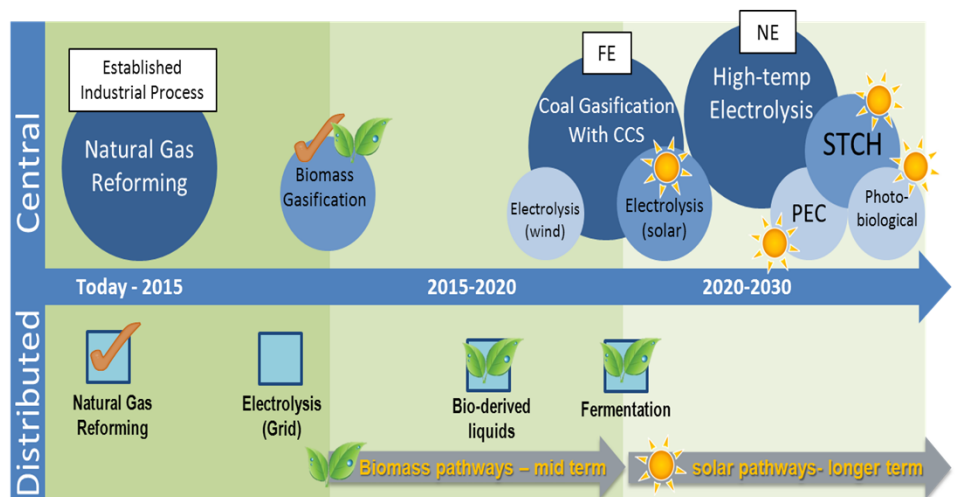 Central
Established
Industrial Process
Natural Gas
Reforming
Biomass
Gasification
FE
Coal Gasification
With CCS
Electrolysis
(wind)
Electrolysis
(solar)
NE
High-temp
Electrolysis
STCH
PEC
Photo-
biological
Today - 2015
2015-2020
2020-2030
Distributed
Natural Gas
Reforming
Electrolysis
(Grid)
Bio-derived
liquids
Fermentation
Biomass pathways – mid term
solar pathways- longer term